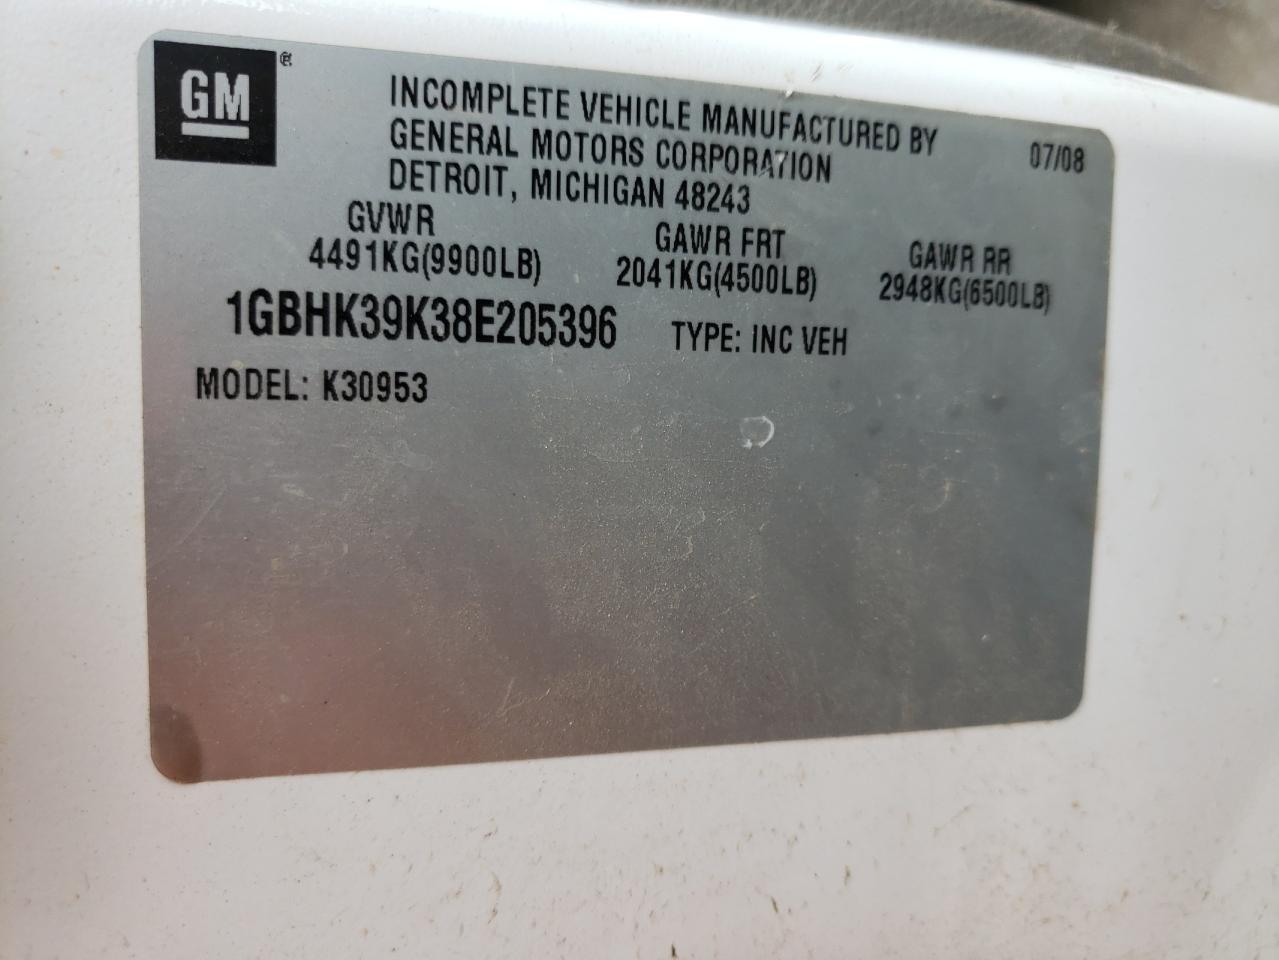 GM®
INCOMPLETE VEHICLE MANUFACTURED BY
GENERAL MOTORS CORPORATION
DETROIT, MICHIGAN 48243
07/08
GVWR
4491KG(9900LB)
GAWR FRT
2041KG(4500LB)
GAWR RR
2948KG(6500LB)
1GBHK39K38E205396 TYPE: INC VEH
MODEL: K30953